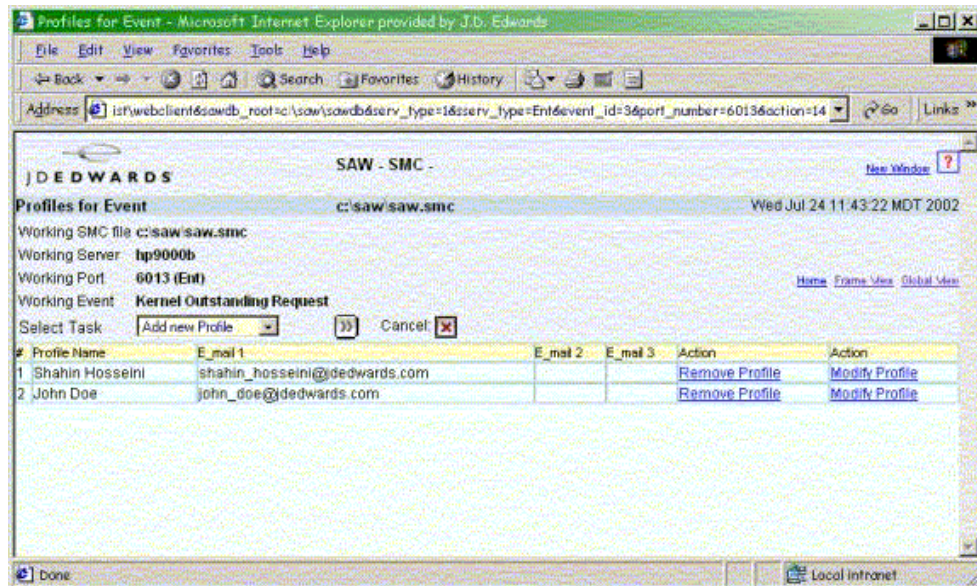 Profiles for Event - Microsoft Internet Explorer provided by J.D. Edwards
File Edit View Favorites Tools Help
Back Search Favorites History
Address ist\webclient&sawdb_root=c:\saw\sawdb&serv_type=1&sserv_type=Ent&event_id=3&port_number=6013&action=14 Go Links »
JDEDWARDS
SAW - SMC -
New Window ?
Profiles for Event c:\saw\saw.smc Wed Jul 24 11:43:22 MDT 2002
Working SMC file c:\saw\saw.smc
Working Server hp9000b
Working Port 6013 (Ent)
Home Frame View Global View
Working Event Kernel Outstanding Request
Select Task Add new Profile Cancel:
# Profile Name E_mail 1 E_mail 2 E_mail 3 Action Action
1 Shahin Hosseini shahin_hosseini@jdedwards.com Remove Profile Modify Profile
2 John Doe john_doe@jdedwards.com Remove Profile Modify Profile
Done Local intranet